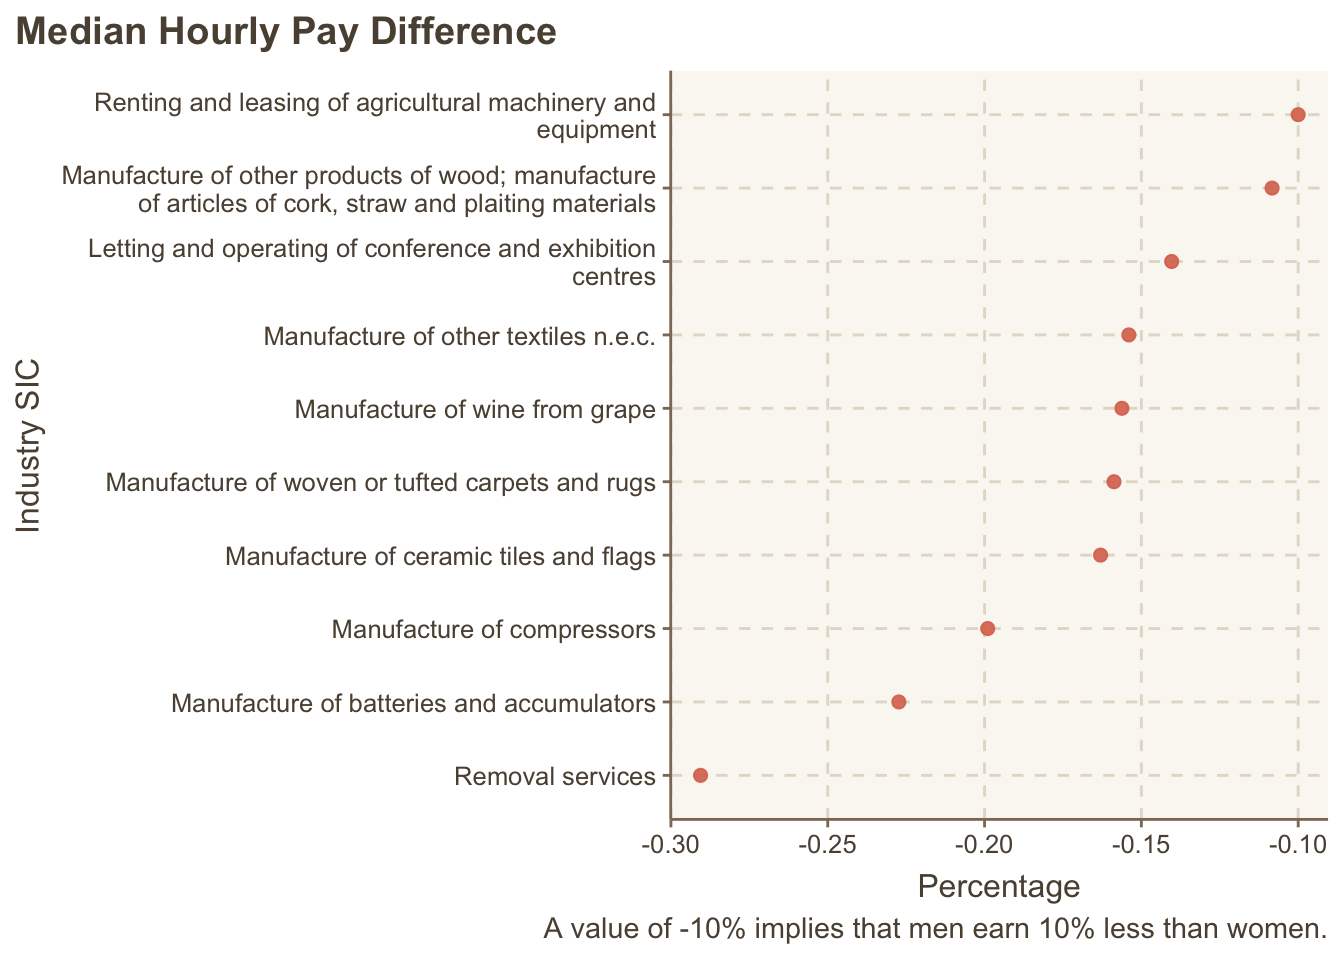 Median Hourly Pay Difference
Renting and leasing of agricultural machinery and
equipment
Manufacture of other products of wood; manufacture
of articles of cork, straw and plaiting materials
Letting and operating of conference and exhibition
centres
Manufacture of other textiles n.e.c.
Manufacture of wine from grape
Manufacture of woven or tufted carpets and rugs
Manufacture of ceramic tiles and flags
Manufacture of compressors
Manufacture of batteries and accumulators
Removal services
Industry SIC
-0.30 -0.25 -0.20 -0.15 -0.10
Percentage
A value of -10% implies that men earn 10% less than women.